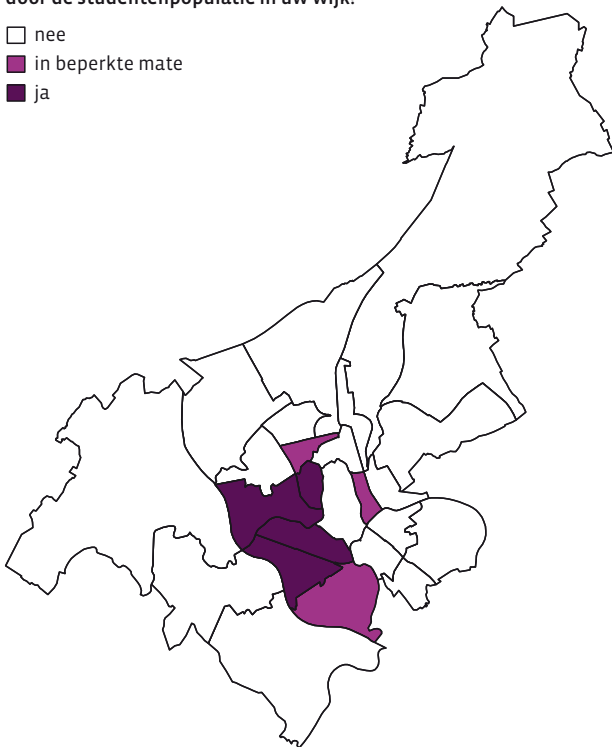 door de studentenpopulatie in uw wijk?
nee
in beperkte mate
ja